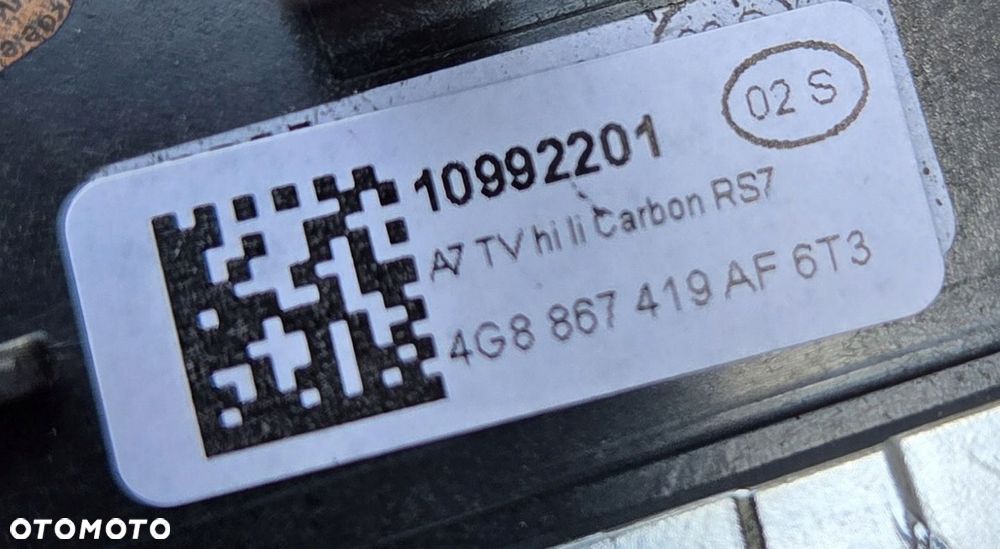 02 S
10992201
A7 TV hi li Carbon RS7
4G8 867 419 AF 6T3
OTOMOTO